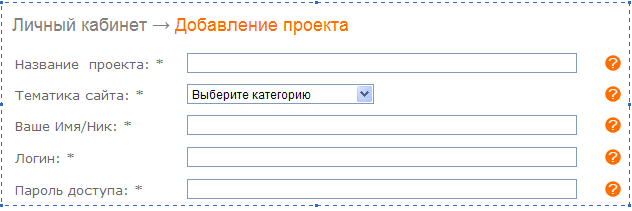 Личный кабинет → Добавление проекта
Название проекта: * ?
Тематика сайта: * Выберите категорию ?
Ваше Имя/Ник: * ?
Логин: * ?
Пароль доступа: * ?